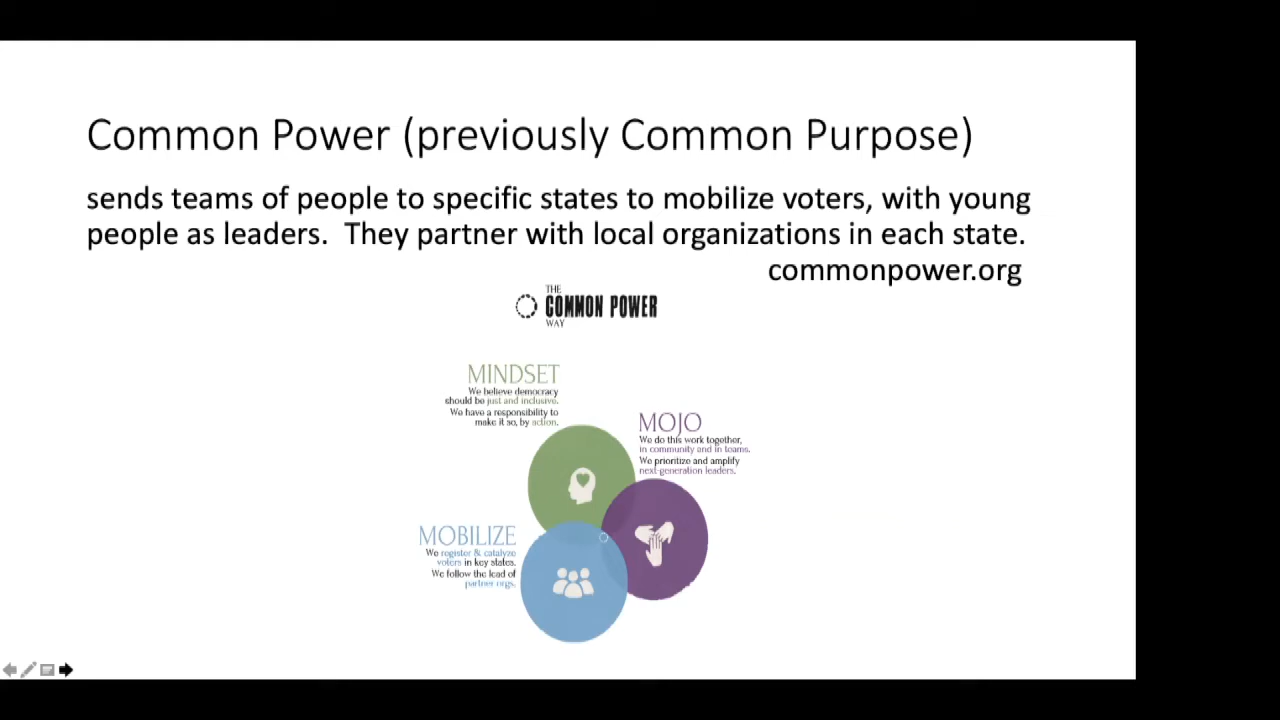 Common Power (previously Common Purpose)
sends teams of people to specific states to mobilize voters, with young
people as leaders.  They partner with local organizations in each state.
commonpower.org
THE
COMMON POWER
WAY
MINDSET
We believe democracy
should be just and inclusive.
We have a responsibility to
make it so, by action.
MOJO
We do this work together,
in community and in teams.
We prioritize and amplify
next-generation leaders.
MOBILIZE
We register & catalyze
voters in key states.
We follow the lead of
partner orgs.